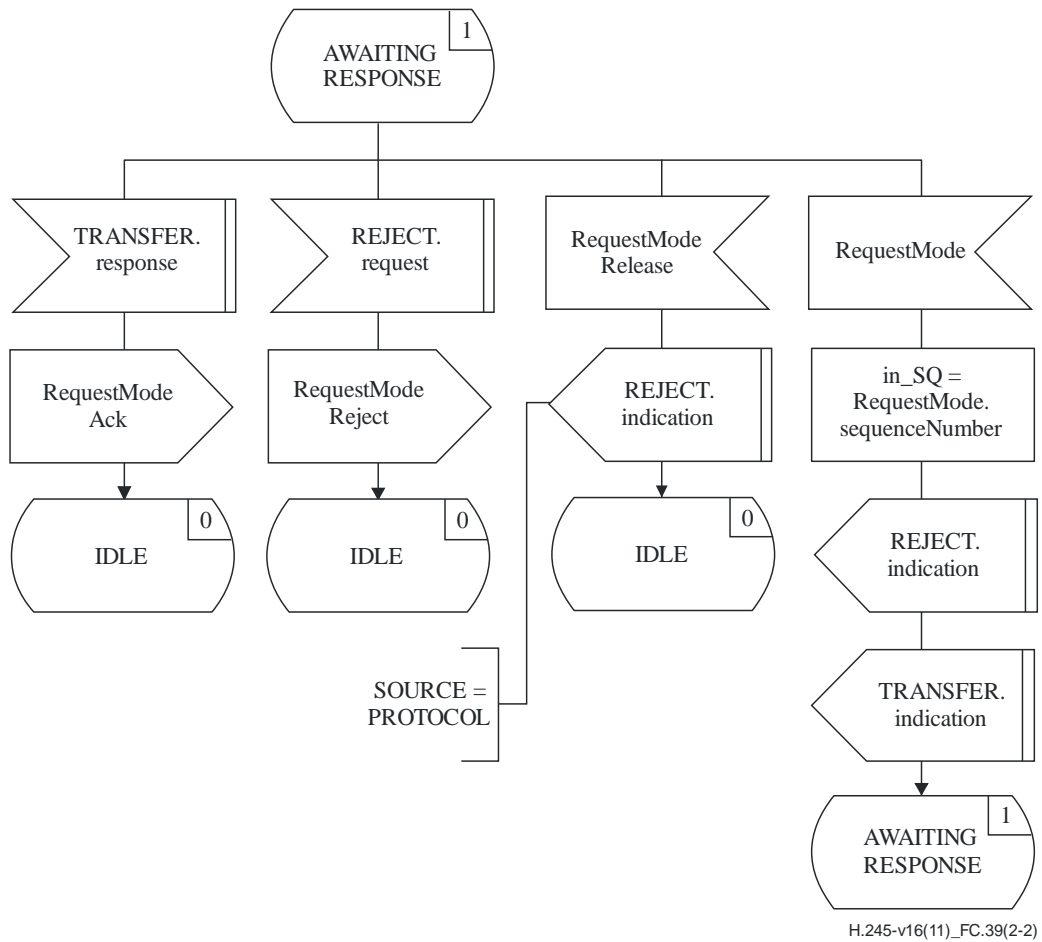 1
AWAITING
RESPONSE
TRANSFER.
response
REJECT.
request
RequestMode
Release
RequestMode
RequestMode
Ack
RequestMode
Reject
REJECT.
indication
in_SQ =
RequestMode.
sequenceNumber
0
IDLE
0
IDLE
0
IDLE
REJECT.
indication
SOURCE =
PROTOCOL
TRANSFER.
indication
1
AWAITING
RESPONSE
H.245-v16(11)_FC.39(2-2)